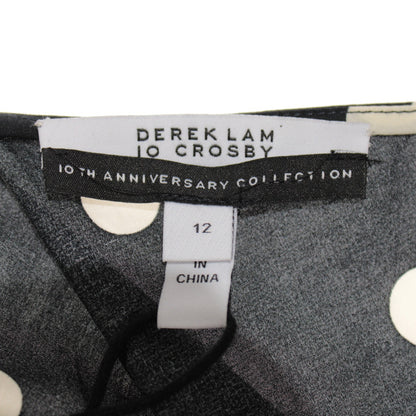 DEREK LAM
10 CROSBY
10TH ANNIVERSARY COLLECTION
12
IN
CHINA